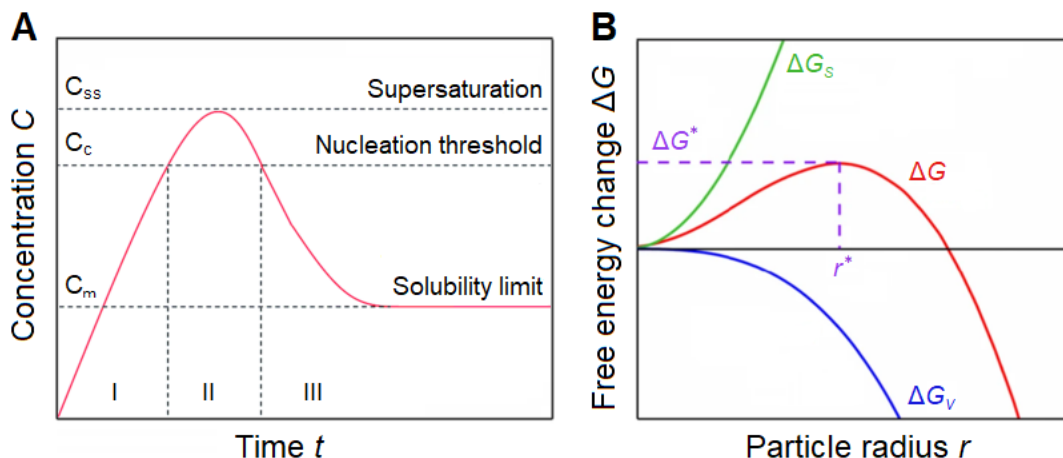 A
C_ss
Supersaturation
C_c
Nucleation threshold
C_m
Solubility limit
I
II
III
Concentration C
Time t
B
ΔG_S
ΔG*
ΔG
r*
ΔG_V
Free energy change ΔG
Particle radius r